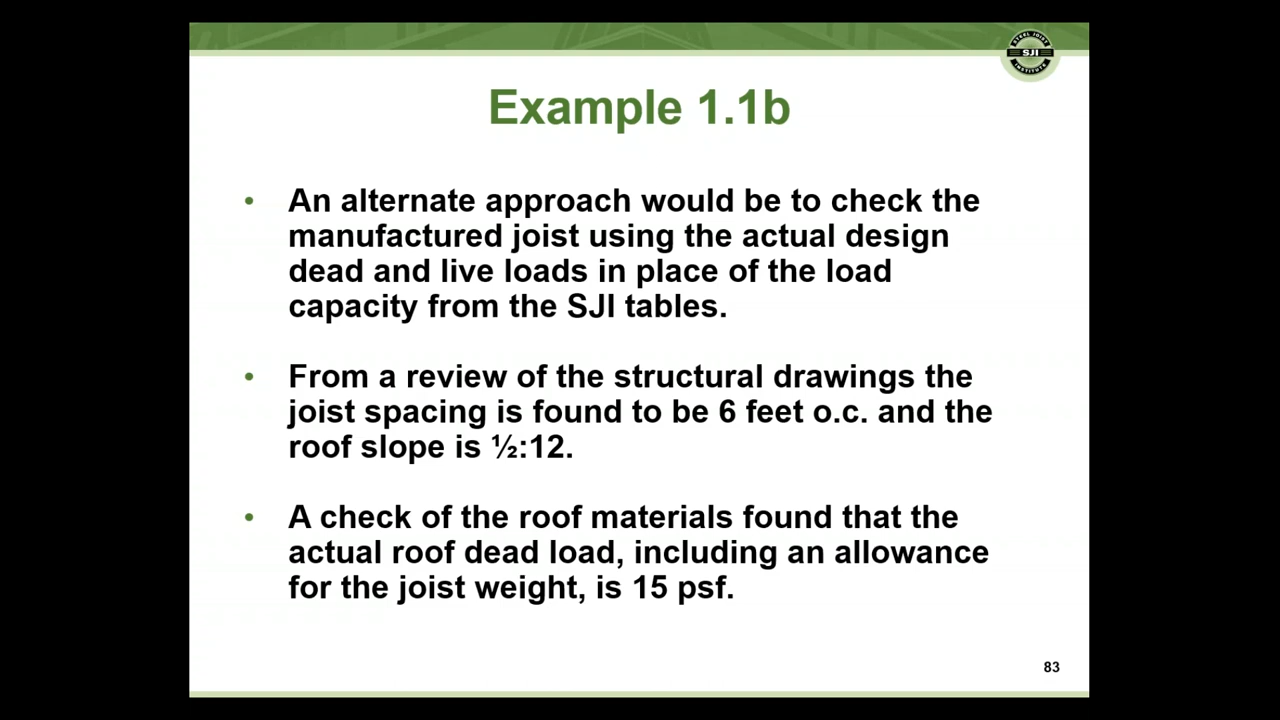 STEEL JOIST
SJI
INSTITUTE
Example 1.1b
• An alternate approach would be to check the
manufactured joist using the actual design
dead and live loads in place of the load
capacity from the SJI tables.
• From a review of the structural drawings the
joist spacing is found to be 6 feet o.c. and the
roof slope is ½:12.
• A check of the roof materials found that the
actual roof dead load, including an allowance
for the joist weight, is 15 psf.
83